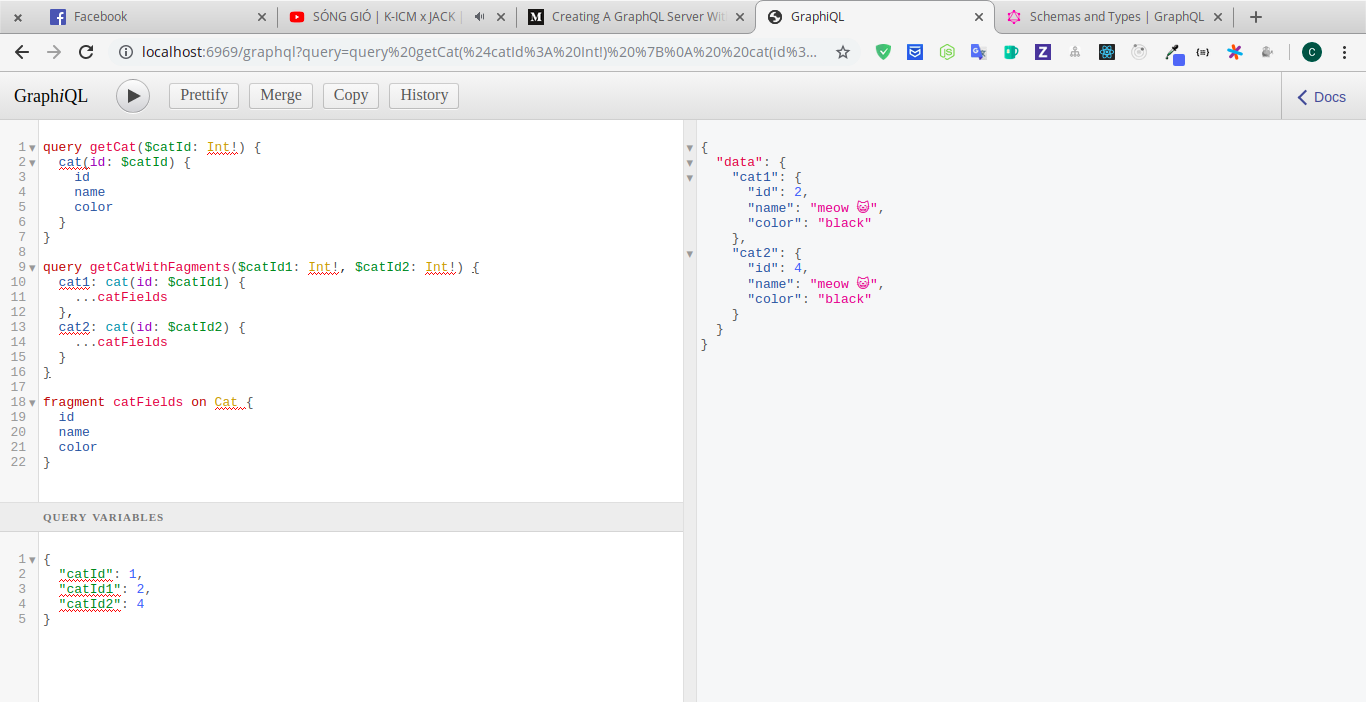 Facebook
SÓNG GIÓ | K-ICM x JACK |
Creating A GraphQL Server Wit
GraphiQL
Schemas and Types | GraphQL
localhost:6969/graphql?query=query%20getCat(%24catId%3A%20Int!)%20%7B%0A%20%20cat(id%3...
GraphiQL
Prettify
Merge
Copy
History
Docs
1 query getCat($catId: Int!) {
2 cat(id: $catId) {
3 id
4 name
5 color
6 }
7 }
8
9 query getCatWithFagments($catId1: Int!, $catId2: Int!) {
10 cat1: cat(id: $catId1) {
11 ...catFields
12 },
13 cat2: cat(id: $catId2) {
14 ...catFields
15 }
16 }
17
18 fragment catFields on Cat {
19 id
20 name
21 color
22 }
QUERY VARIABLES
1 {
2 "catId": 1,
3 "catId1": 2,
4 "catId2": 4
5 }
{
"data": {
"cat1": {
"id": 2,
"name": "meow 😺",
"color": "black"
},
"cat2": {
"id": 4,
"name": "meow 😺",
"color": "black"
}
}
}